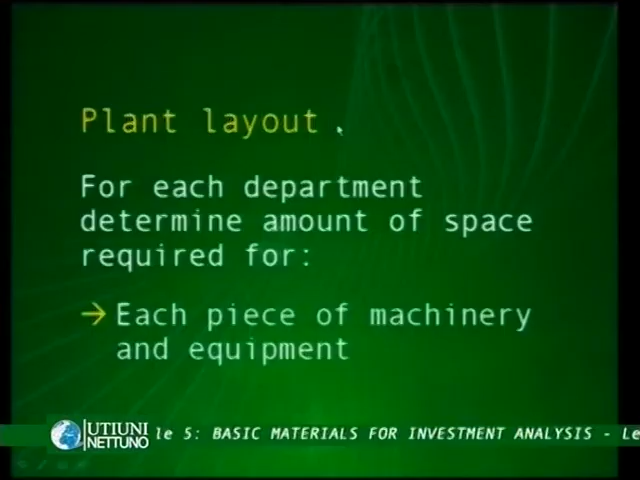 Plant layout
For each department
determine amount of space
required for:
→ Each piece of machinery
and equipment
UTIUNI
NETTUNO
le 5: BASIC MATERIALS FOR INVESTMENT ANALYSIS - Le